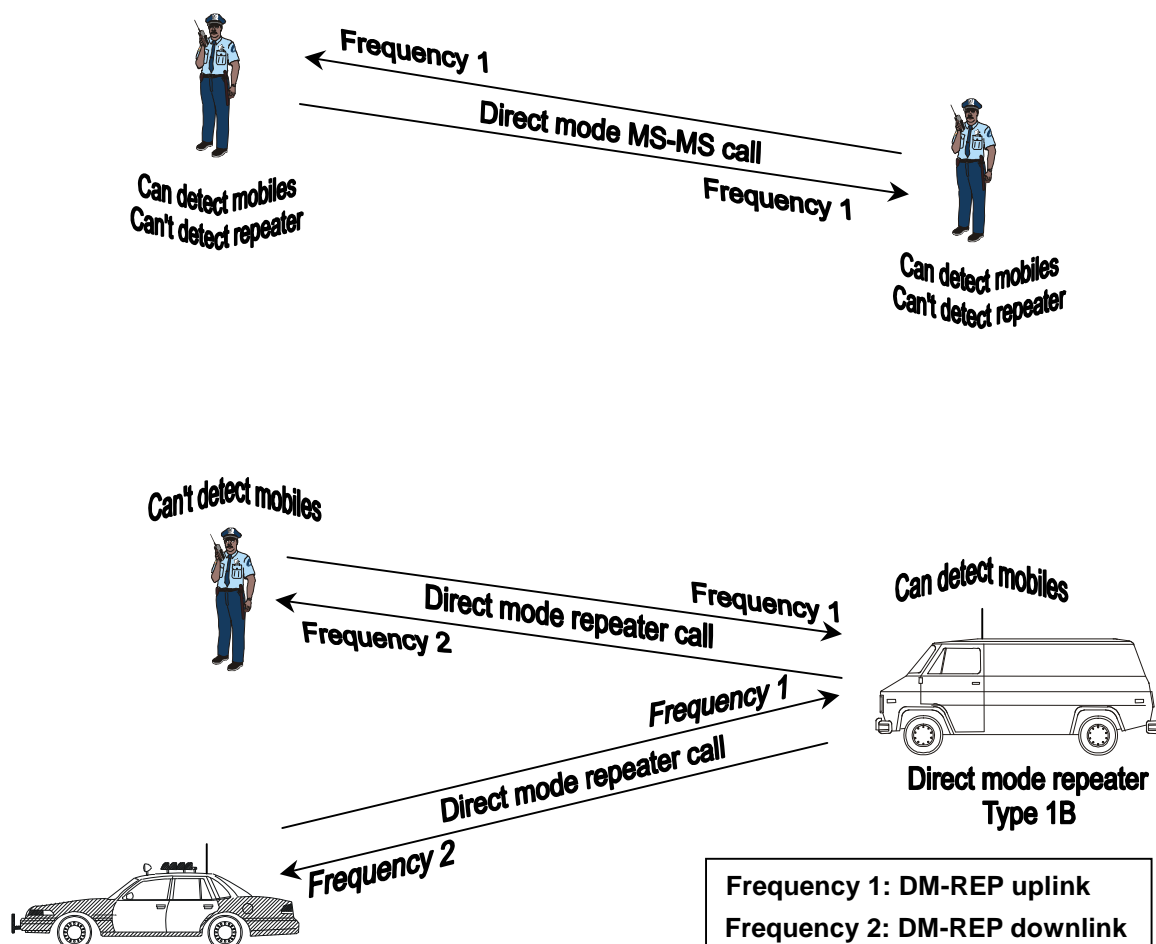 Frequency 1
Direct mode MS-MS call
Frequency 1
Can detect mobiles
Can't detect repeater
Can detect mobiles
Can't detect repeater
Can't detect mobiles
Can detect mobiles
Frequency 1
Direct mode repeater call
Frequency 2
Frequency 1
Direct mode repeater call
Frequency 2
Direct mode repeater
Type 1B
Frequency 1: DM-REP uplink
Frequency 2: DM-REP downlink